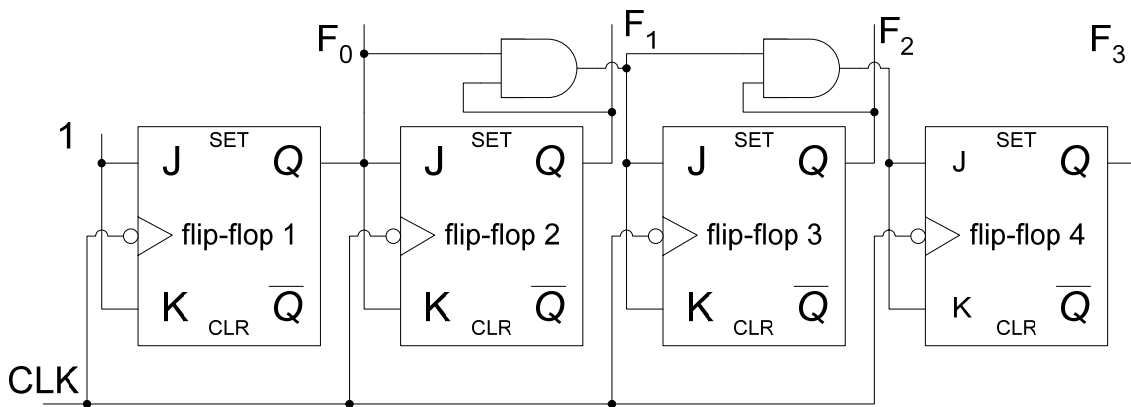 F0 F1 F2 F3
1
SET SET SET SET
J Q J Q J Q J Q
flip-flop 1 flip-flop 2 flip-flop 3 flip-flop 4
K Q K Q K Q K Q
CLR CLR CLR CLR
CLK